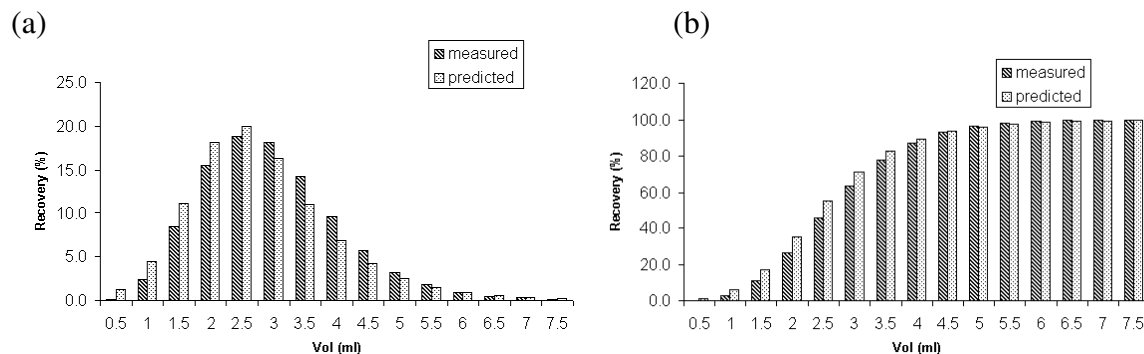 (a)
measured
predicted
25.0
20.0
15.0
10.0
5.0
0.0
Recovery (%)
0.5 1 1.5 2 2.5 3 3.5 4 4.5 5 5.5 6 6.5 7 7.5
Vol (ml)
(b)
measured
predicted
120.0
100.0
80.0
60.0
40.0
20.0
0.0
Recovery (%)
0.5 1 1.5 2 2.5 3 3.5 4 4.5 5 5.5 6 6.5 7 7.5
Vol (ml)